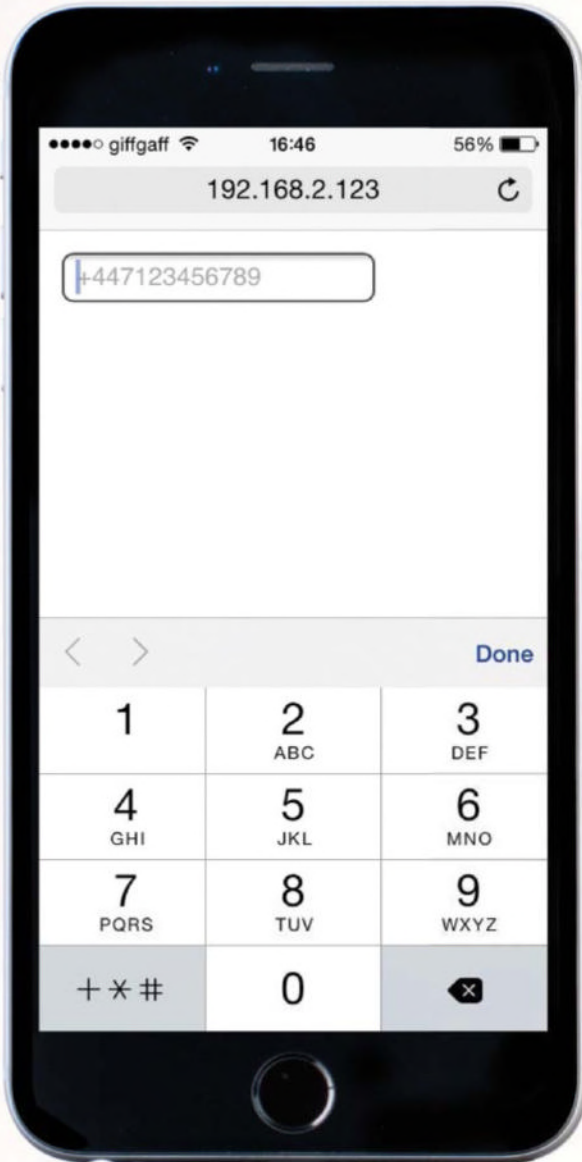 giffgaff 16:46 56%
192.168.2.123
+447123456789
Done
1 2 3
ABC DEF
4 5 6
GHI JKL MNO
7 8 9
PQRS TUV WXYZ
+*# 0